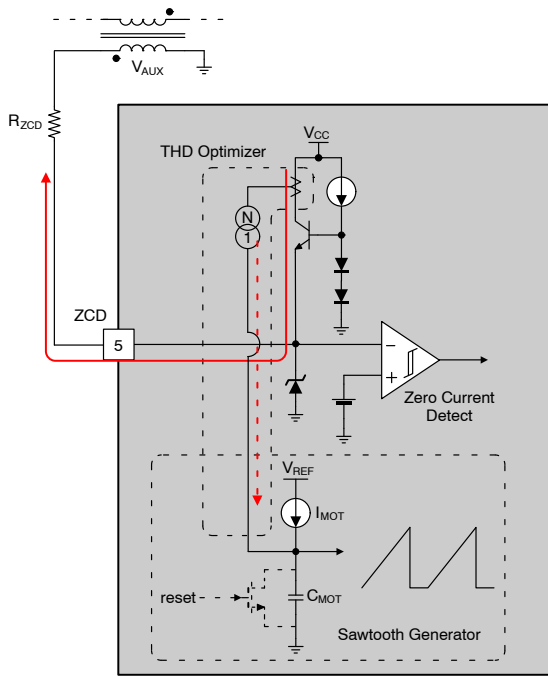 V_AUX
R_ZCD
THD Optimizer
V_CC
N
1
ZCD
5
−
+
Zero Current
Detect
V_REF
I_MOT
reset
C_MOT
Sawtooth Generator